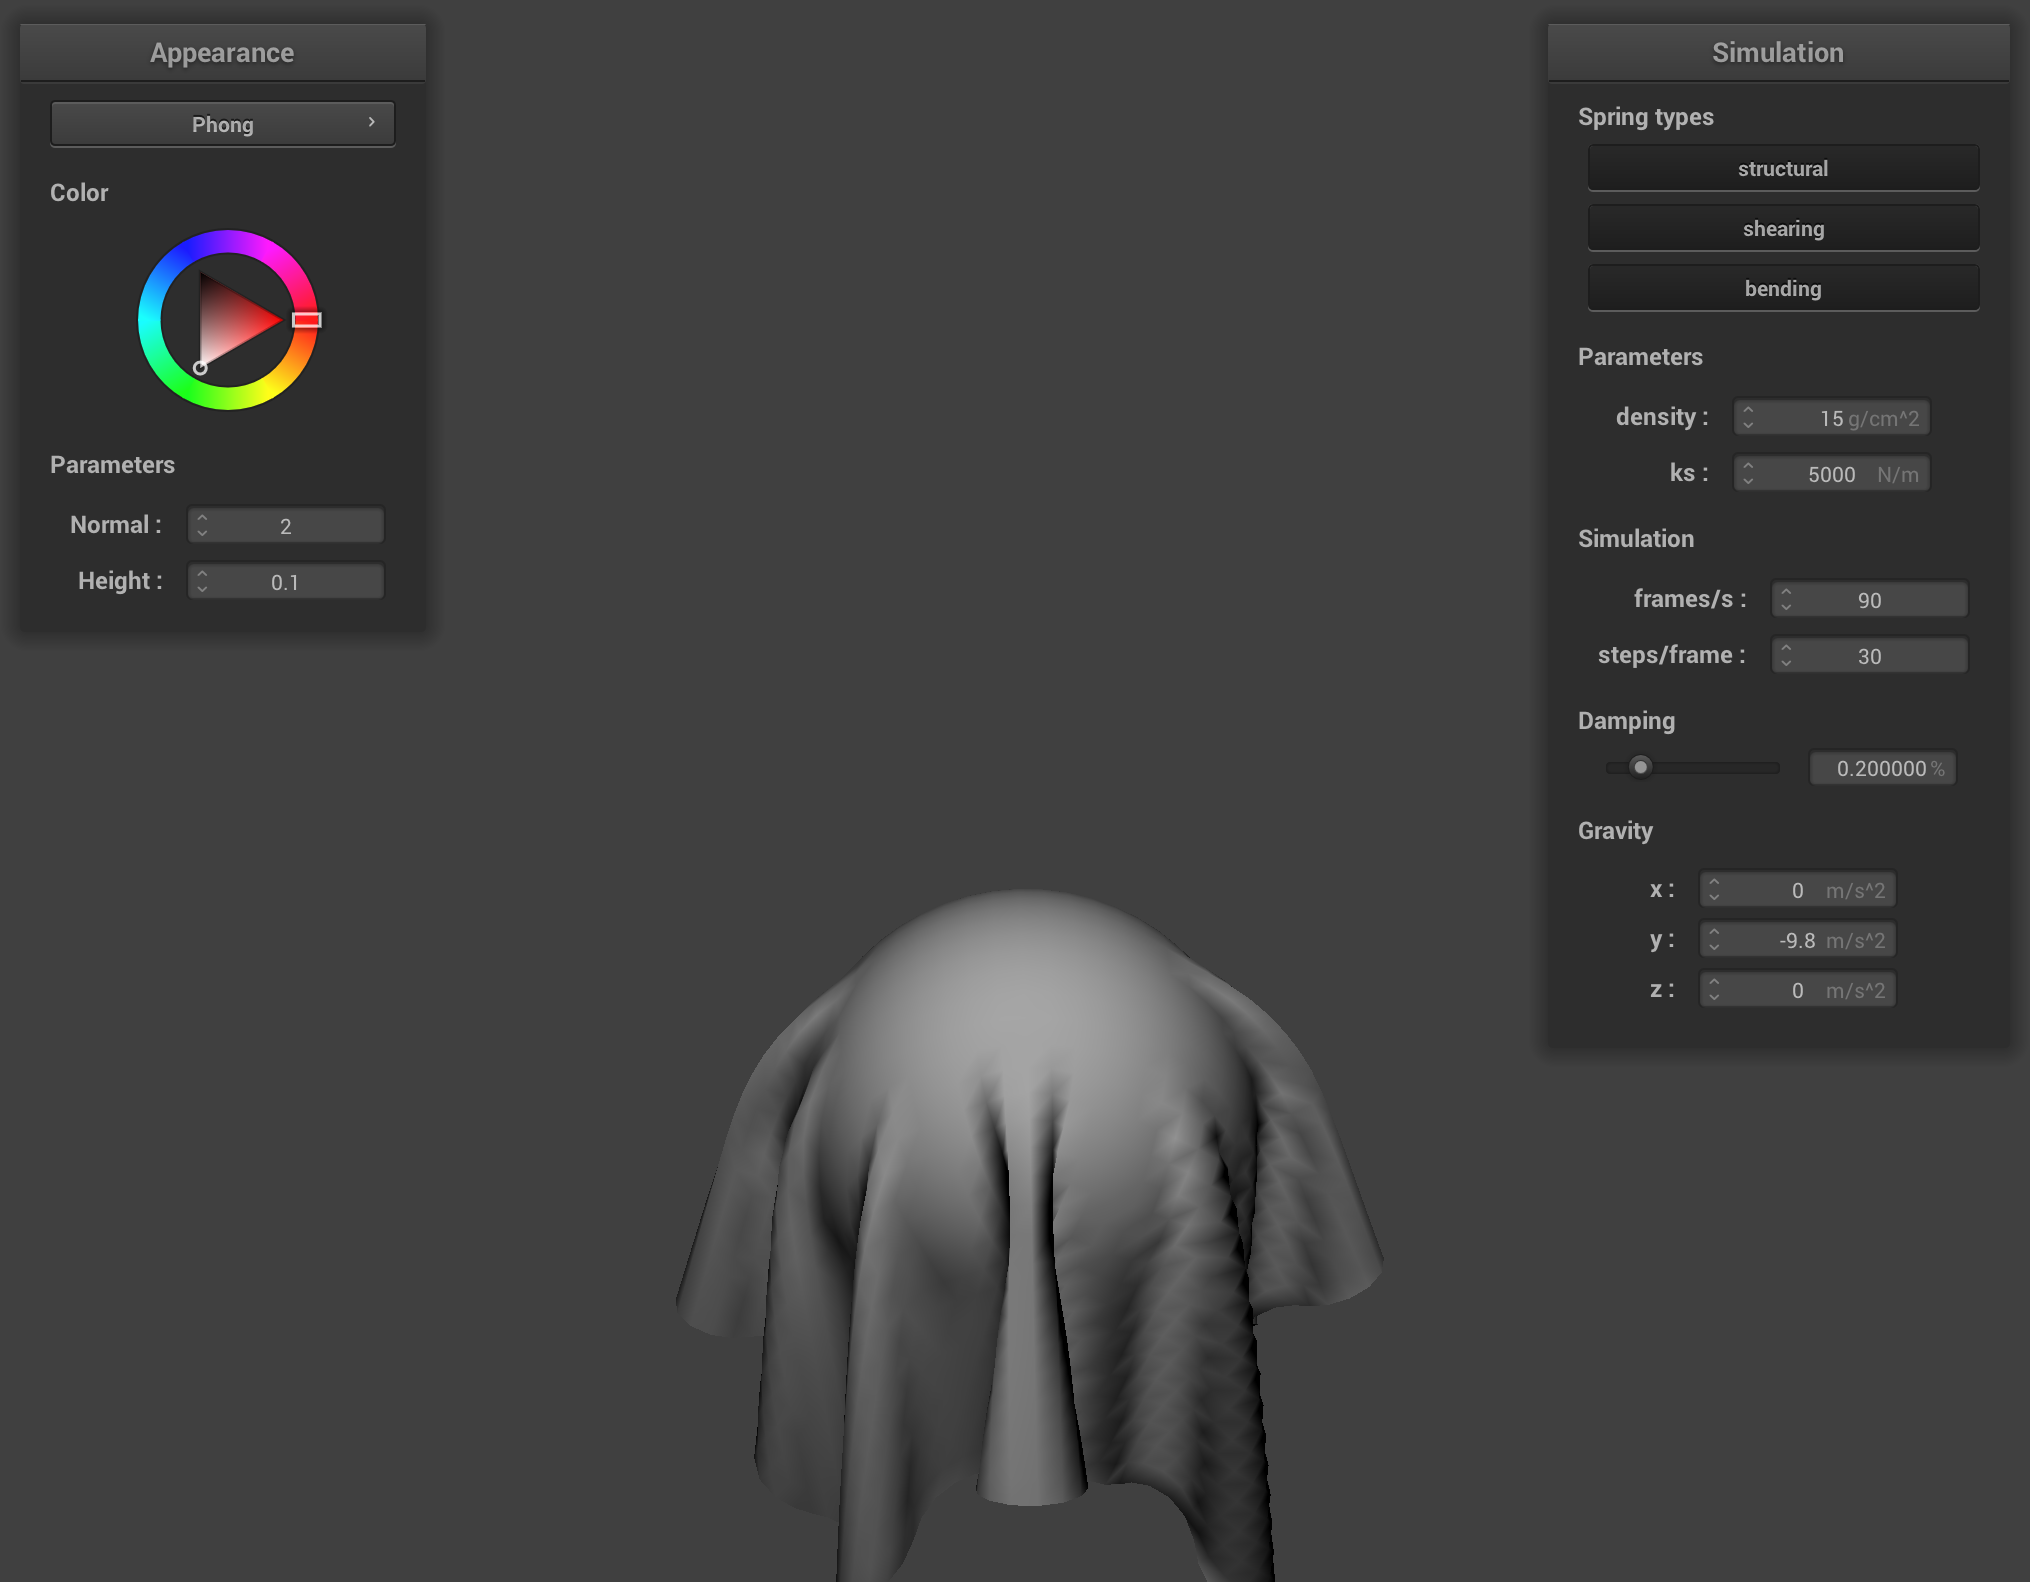 Appearance
Phong
Color
Parameters
Normal : 2
Height : 0.1
Simulation
Spring types
structural
shearing
bending
Parameters
density : 15 g/cm^2
ks : 5000 N/m
Simulation
frames/s : 90
steps/frame : 30
Damping
0.200000 %
Gravity
x : 0 m/s^2
y : -9.8 m/s^2
z : 0 m/s^2